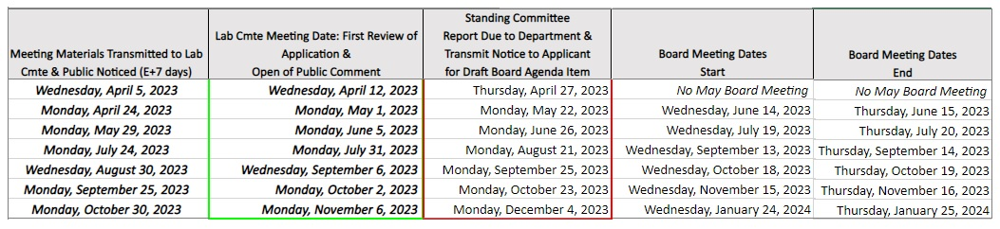 Meeting Materials Transmitted to Lab
Cmte & Public Noticed (E+7 days)
Lab Cmte Meeting Date: First Review of
Application &
Open of Public Comment
Standing Committee
Report Due to Department &
Transmit Notice to Applicant
for Draft Board Agenda Item
Board Meeting Dates
Start
Board Meeting Dates
End
Wednesday, April 5, 2023 Wednesday, April 12, 2023 Thursday, April 27, 2023 No May Board Meeting No May Board Meeting
Monday, April 24, 2023 Monday, May 1, 2023 Monday, May 22, 2023 Wednesday, June 14, 2023 Thursday, June 15, 2023
Monday, May 29, 2023 Monday, June 5, 2023 Monday, June 26, 2023 Wednesday, July 19, 2023 Thursday, July 20, 2023
Monday, July 24, 2023 Monday, July 31, 2023 Monday, August 21, 2023 Wednesday, September 13, 2023 Thursday, September 14, 2023
Wednesday, August 30, 2023 Wednesday, September 6, 2023 Monday, September 25, 2023 Wednesday, October 18, 2023 Thursday, October 19, 2023
Monday, September 25, 2023 Monday, October 2, 2023 Monday, October 23, 2023 Wednesday, November 15, 2023 Thursday, November 16, 2023
Monday, October 30, 2023 Monday, November 6, 2023 Monday, December 4, 2023 Wednesday, January 24, 2024 Thursday, January 25, 2024